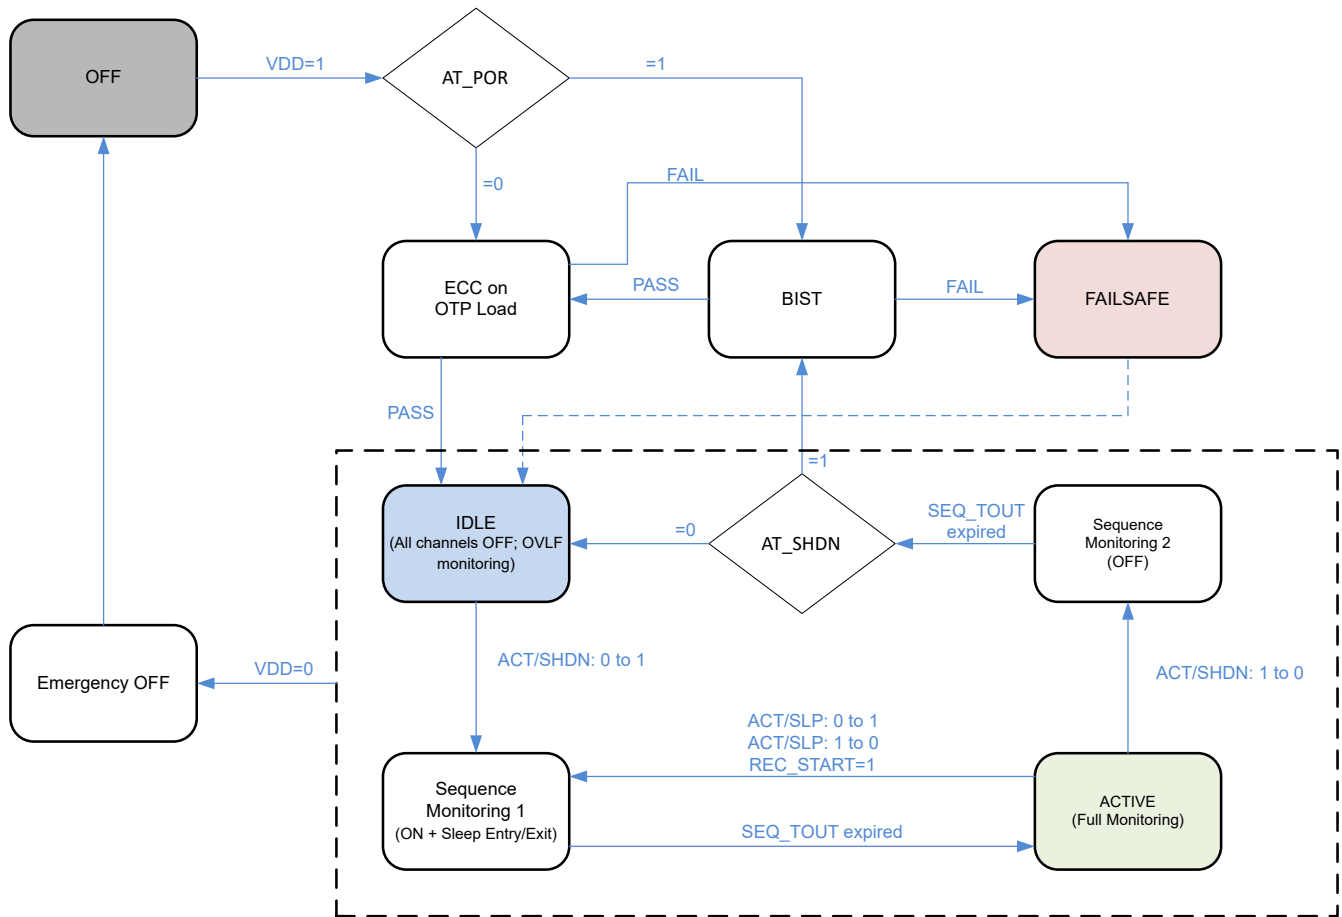 OFF
VDD=1
AT_POR
=1
=0
FAIL
ECC on
OTP Load
PASS
BIST
FAIL
FAILSAFE
PASS
=1
IDLE
(All channels OFF; OVLF
monitoring)
=0
AT_SHDN
SEQ_TOUT
expired
Sequence
Monitoring 2
(OFF)
Emergency OFF
VDD=0
ACT/SHDN: 0 to 1
ACT/SHDN: 1 to 0
ACT/SLP: 0 to 1
ACT/SLP: 1 to 0
REC_START=1
Sequence
Monitoring 1
(ON + Sleep Entry/Exit)
SEQ_TOUT expired
ACTIVE
(Full Monitoring)